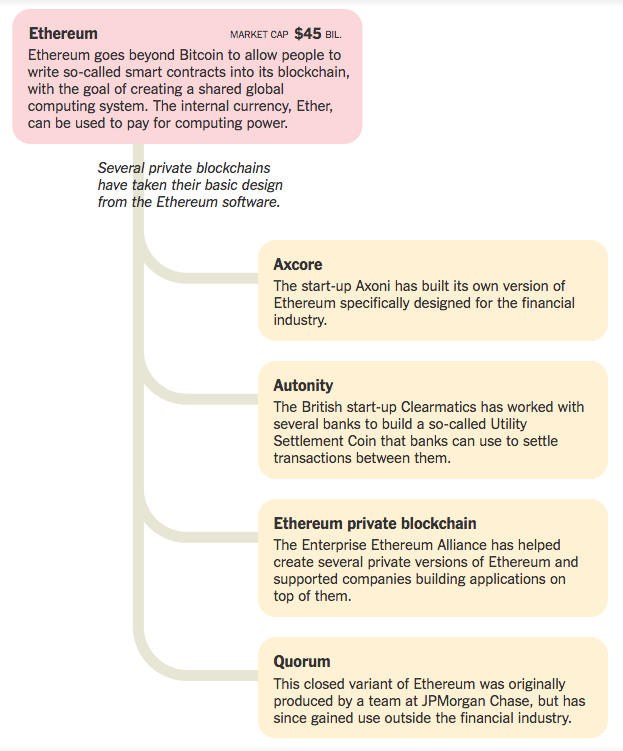 Ethereum MARKET CAP $45 BIL.
Ethereum goes beyond Bitcoin to allow people to
write so-called smart contracts into its blockchain,
with the goal of creating a shared global
computing system. The internal currency, Ether,
can be used to pay for computing power.
Several private blockchains
have taken their basic design
from the Ethereum software.
Axcore
The start-up Axoni has built its own version of
Ethereum specifically designed for the financial
industry.
Autonity
The British start-up Clearmatics has worked with
several banks to build a so-called Utility
Settlement Coin that banks can use to settle
transactions between them.
Ethereum private blockchain
The Enterprise Ethereum Alliance has helped
create several private versions of Ethereum and
supported companies building applications on
top of them.
Quorum
This closed variant of Ethereum was originally
produced by a team at JPMorgan Chase, but has
since gained use outside the financial industry.